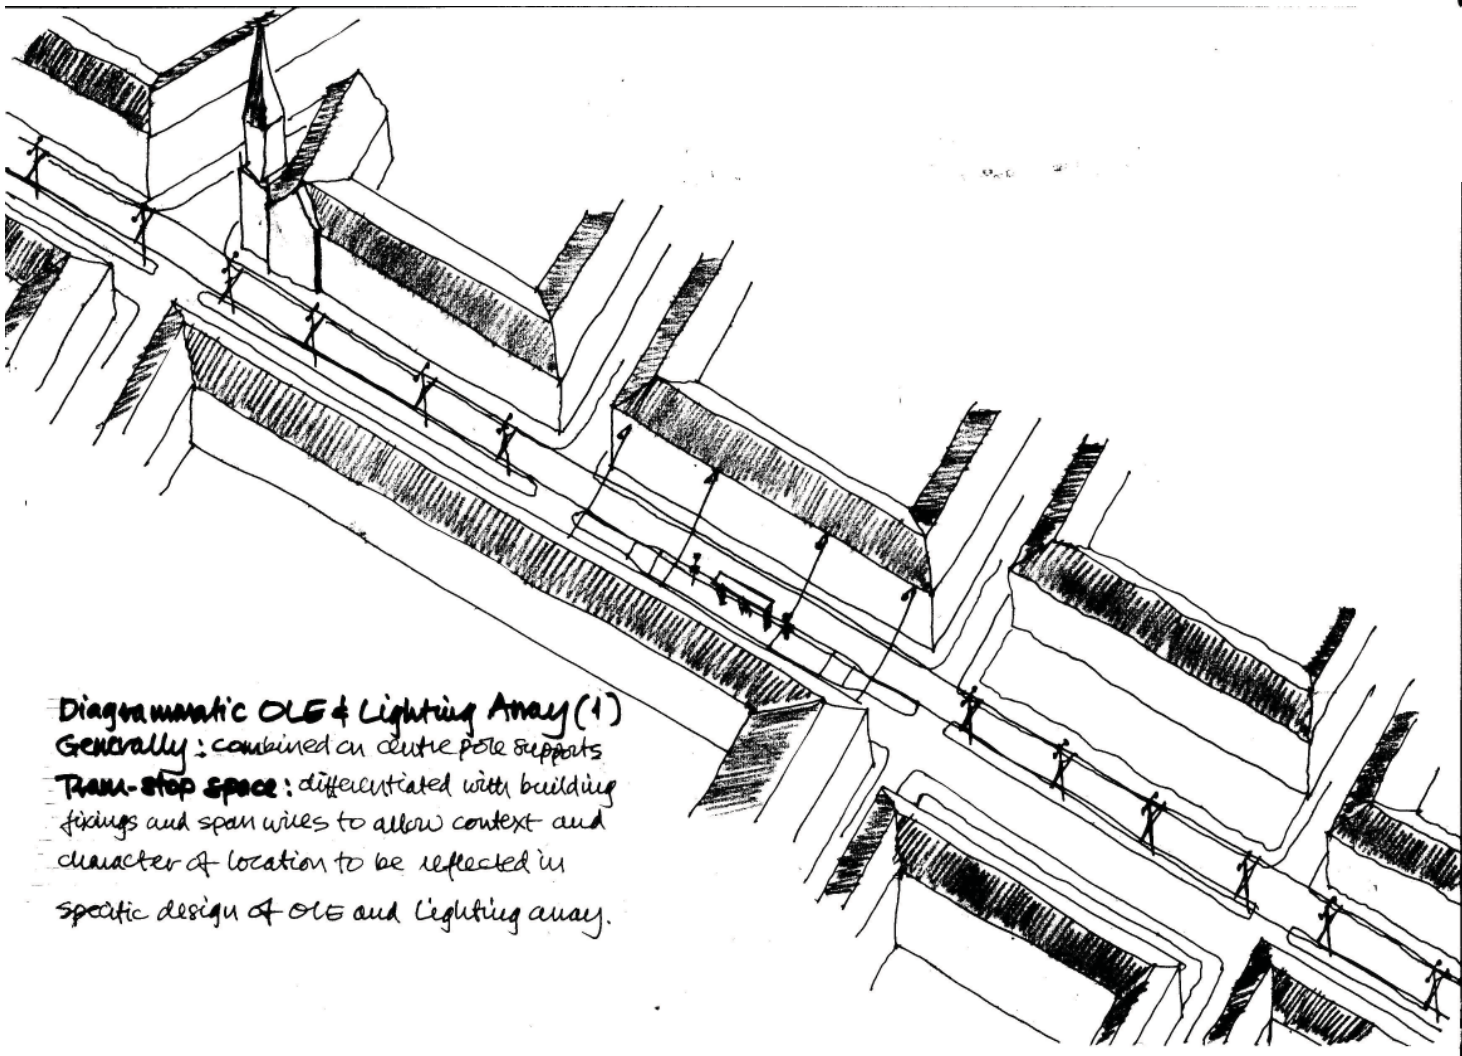 Diagrammatic OLE & Lighting Array (1)
Generally : combined on centre pole supports
Tram-stop space : differentiated with building
fixings and span wires to allow context and
character of location to be reflected in
specific design of OLE and Lighting array.